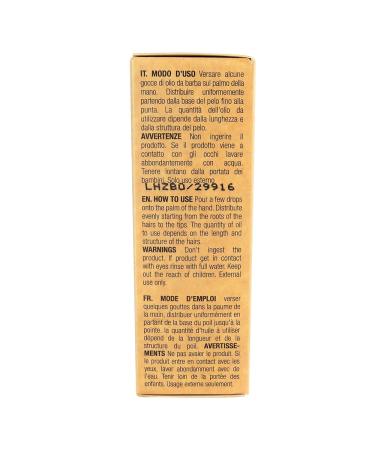 IT. MODO D'USO Versare alcune
gocce di olio da barba sul palmo della
mano. Distribuire uniformemente
partendo dalla base del pelo fino alla
punta. La quantità dell'olio da
utilizzare dipende dalla lunghezza e
dalla struttura del pelo.
AVVERTENZE Non ingerire il
prodotto. Se il prodotto viene a
contatto con gli occhi lavare
abbondantemente con acqua.
Tenere lontano dalla portata dei
bambini. Solo uso esterno.
LHZBO/29916
EN. HOW TO USE Pour a few drops
onto the palm of the hand. Distribute
evenly starting from the roots of the
hairs to the tips. The quantity of oil
to use depends on the length and
structure of the hairs.
WARNINGS Don't ingest the
product. If product get in contact
with eyes rinse with full water. Keep
out the reach of children. External
use only.
FR. MODE D'EMPLOI verser
quelques gouttes dans la paume de
la main, distribuer uniformément en
partant de la base du poil jusqu'à la
pointe. la quantité d'huile à utiliser
dépend de la longueur et de la
structure du poil. AVERTISSE-
MENTS Ne pas avaler le produit. Si
le produit entre en contact avec les
yeux, laver abondamment avec de
l'eau. Tenir loin de la portée des
enfants. Usage externe seulement.